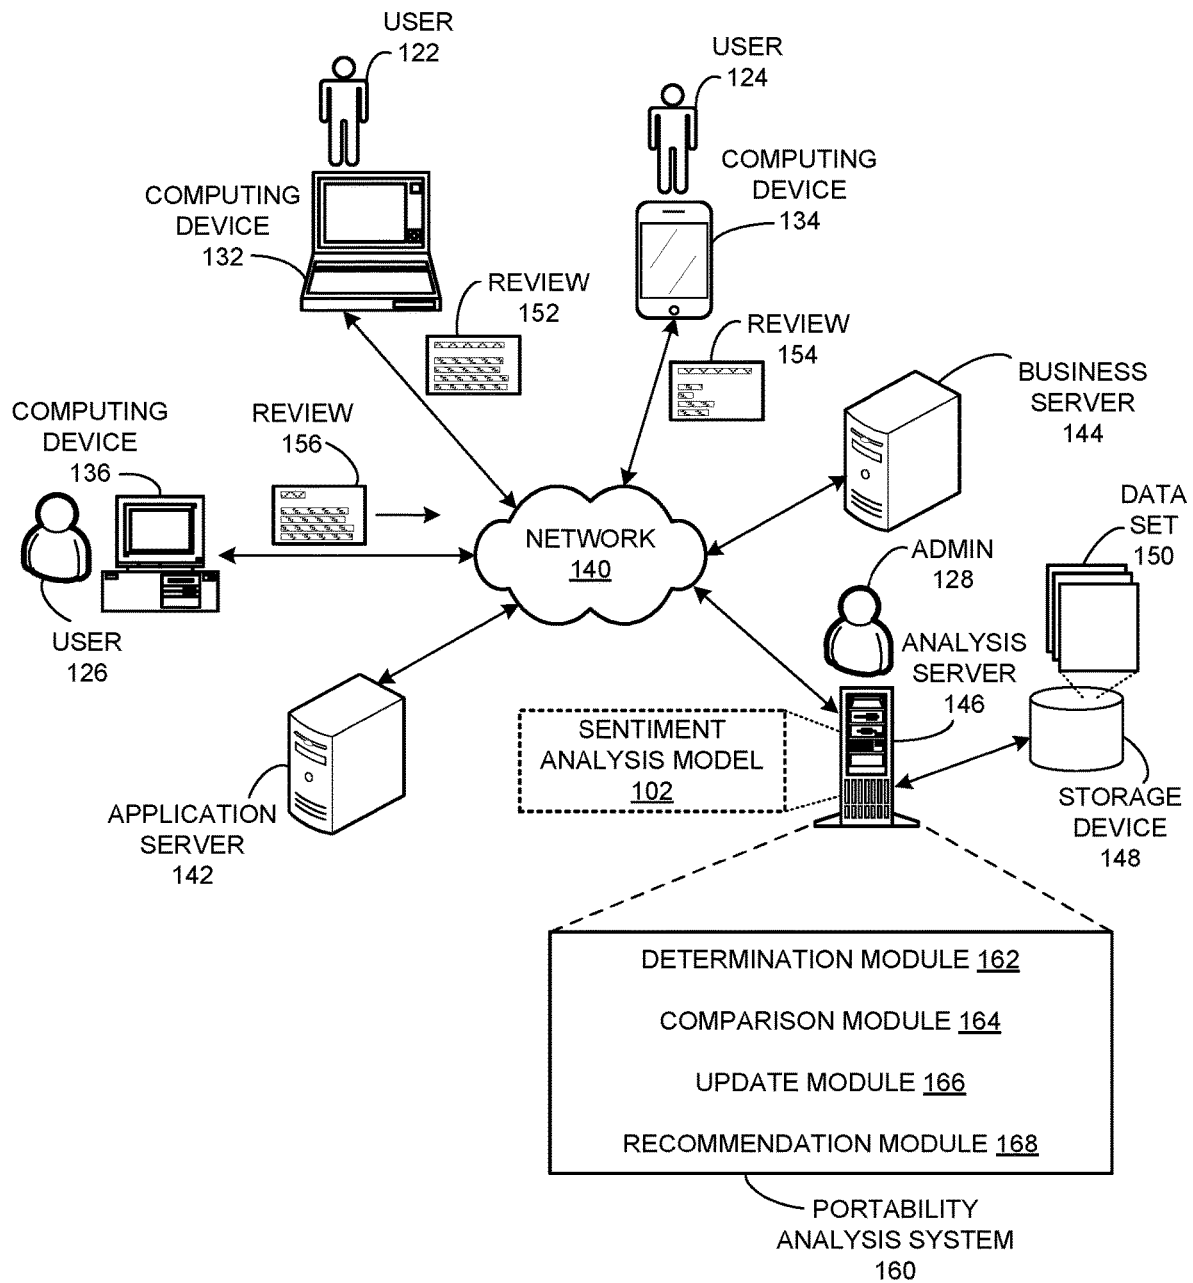 USER
122
USER
124
COMPUTING
DEVICE
132
COMPUTING
DEVICE
134
REVIEW
152
REVIEW
154
BUSINESS
SERVER
144
COMPUTING
DEVICE
136
REVIEW
156
DATA
SET
150
NETWORK
140
ADMIN
128
USER
126
ANALYSIS
SERVER
146
SENTIMENT
ANALYSIS MODEL
102
APPLICATION
SERVER
142
STORAGE
DEVICE
148
DETERMINATION MODULE 162
COMPARISON MODULE 164
UPDATE MODULE 166
RECOMMENDATION MODULE 168
PORTABILITY
ANALYSIS SYSTEM
160